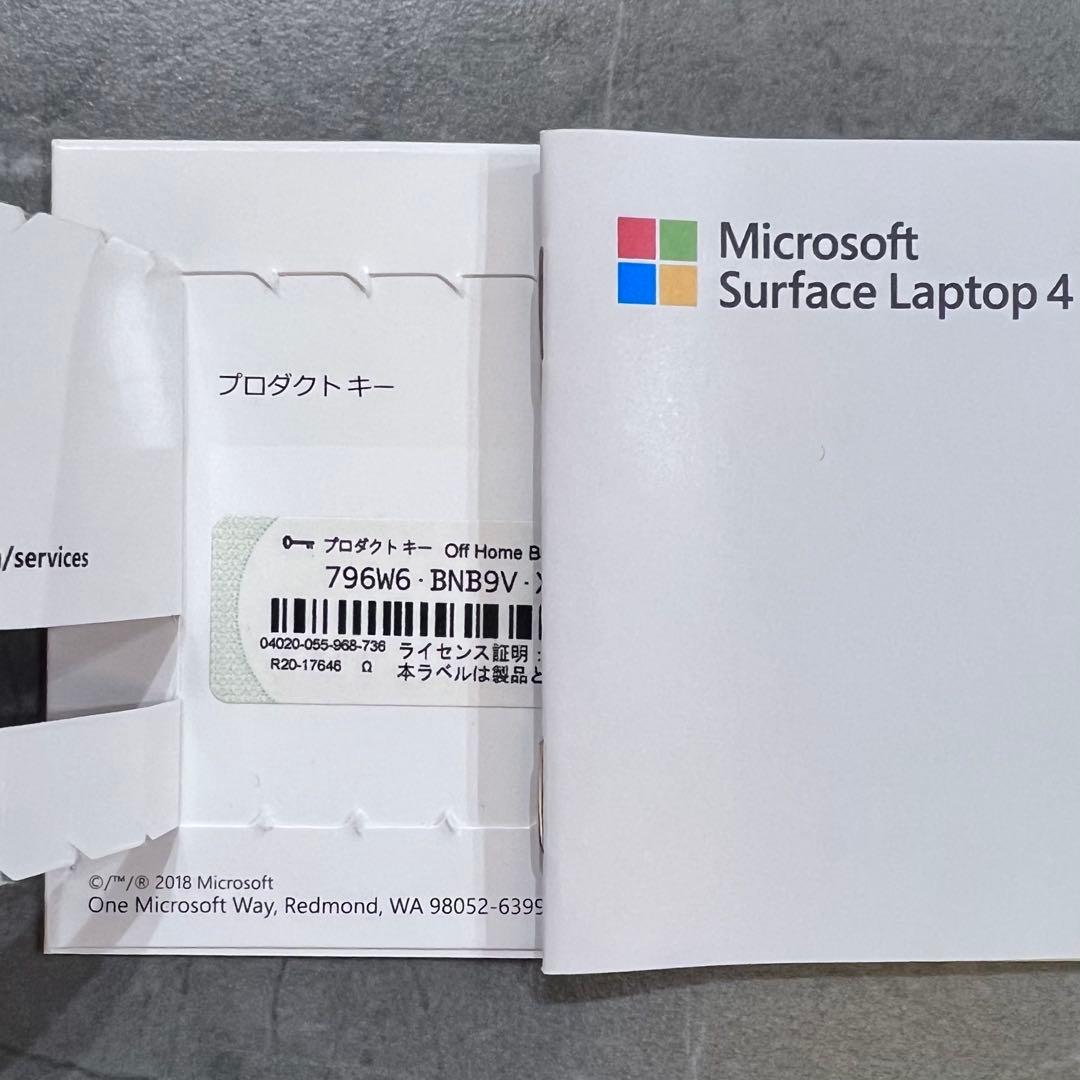 /services
プロダクト キー
プロダクト キー Off Home B
796W6-BNB9V-
04020-055-968-736
R20-17646 Ω
ライセンス証明:
本ラベルは製品と
©/™/® 2018 Microsoft
One Microsoft Way, Redmond, WA 98052-6399
Microsoft
Surface Laptop 4